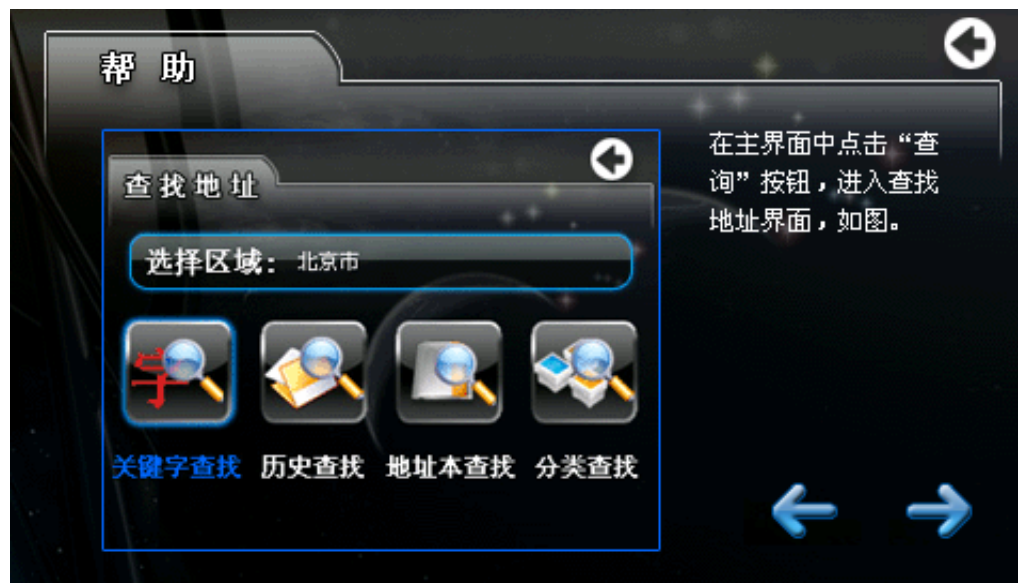 帮 助
查找地址
选择区域：北京市
字
关键字查找 历史查找 地址本查找 分类查找
在主界面中点击“查
询”按钮，进入查找
地址界面，如图。